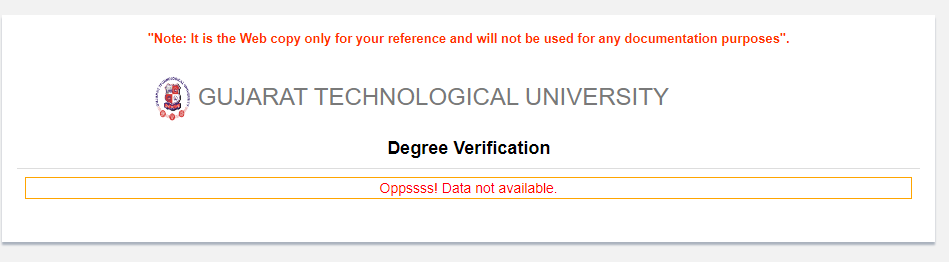 "Note: It is the Web copy only for your reference and will not be used for any documentation purposes".
GUJARAT TECHNOLOGICAL UNIVERSITY
Degree Verification
Oppssss! Data not available.